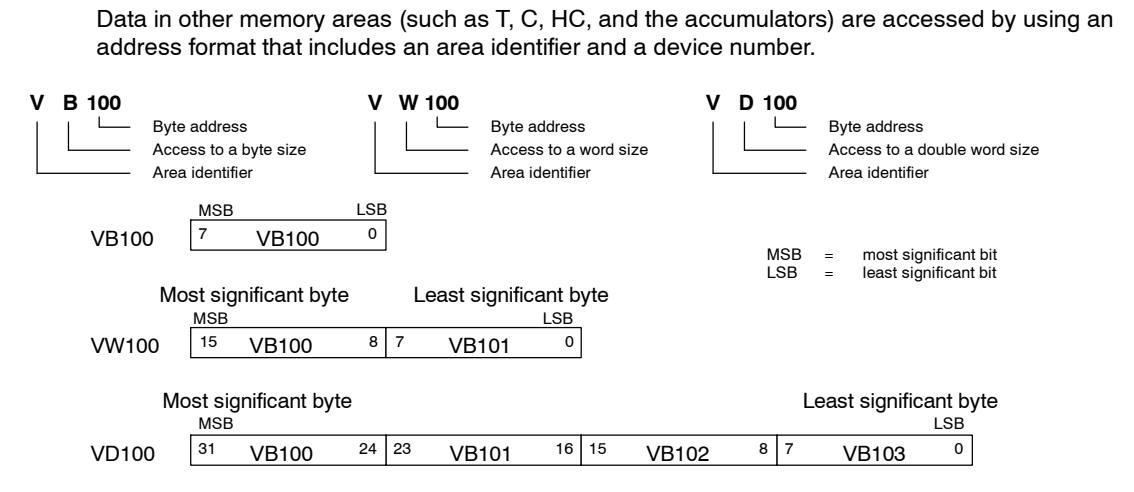 Data in other memory areas (such as T, C, HC, and the accumulators) are accessed by using an
address format that includes an area identifier and a device number.
V B 100
Byte address
Access to a byte size
Area identifier
V W 100
Byte address
Access to a word size
Area identifier
V D 100
Byte address
Access to a double word size
Area identifier
MSB LSB
VB100 7 VB100 0
MSB = most significant bit
LSB = least significant bit
Most significant byte Least significant byte
MSB LSB
VW100 15 VB100 8 7 VB101 0
Most significant byte Least significant byte
MSB LSB
VD100 31 VB100 24 23 VB101 16 15 VB102 8 7 VB103 0